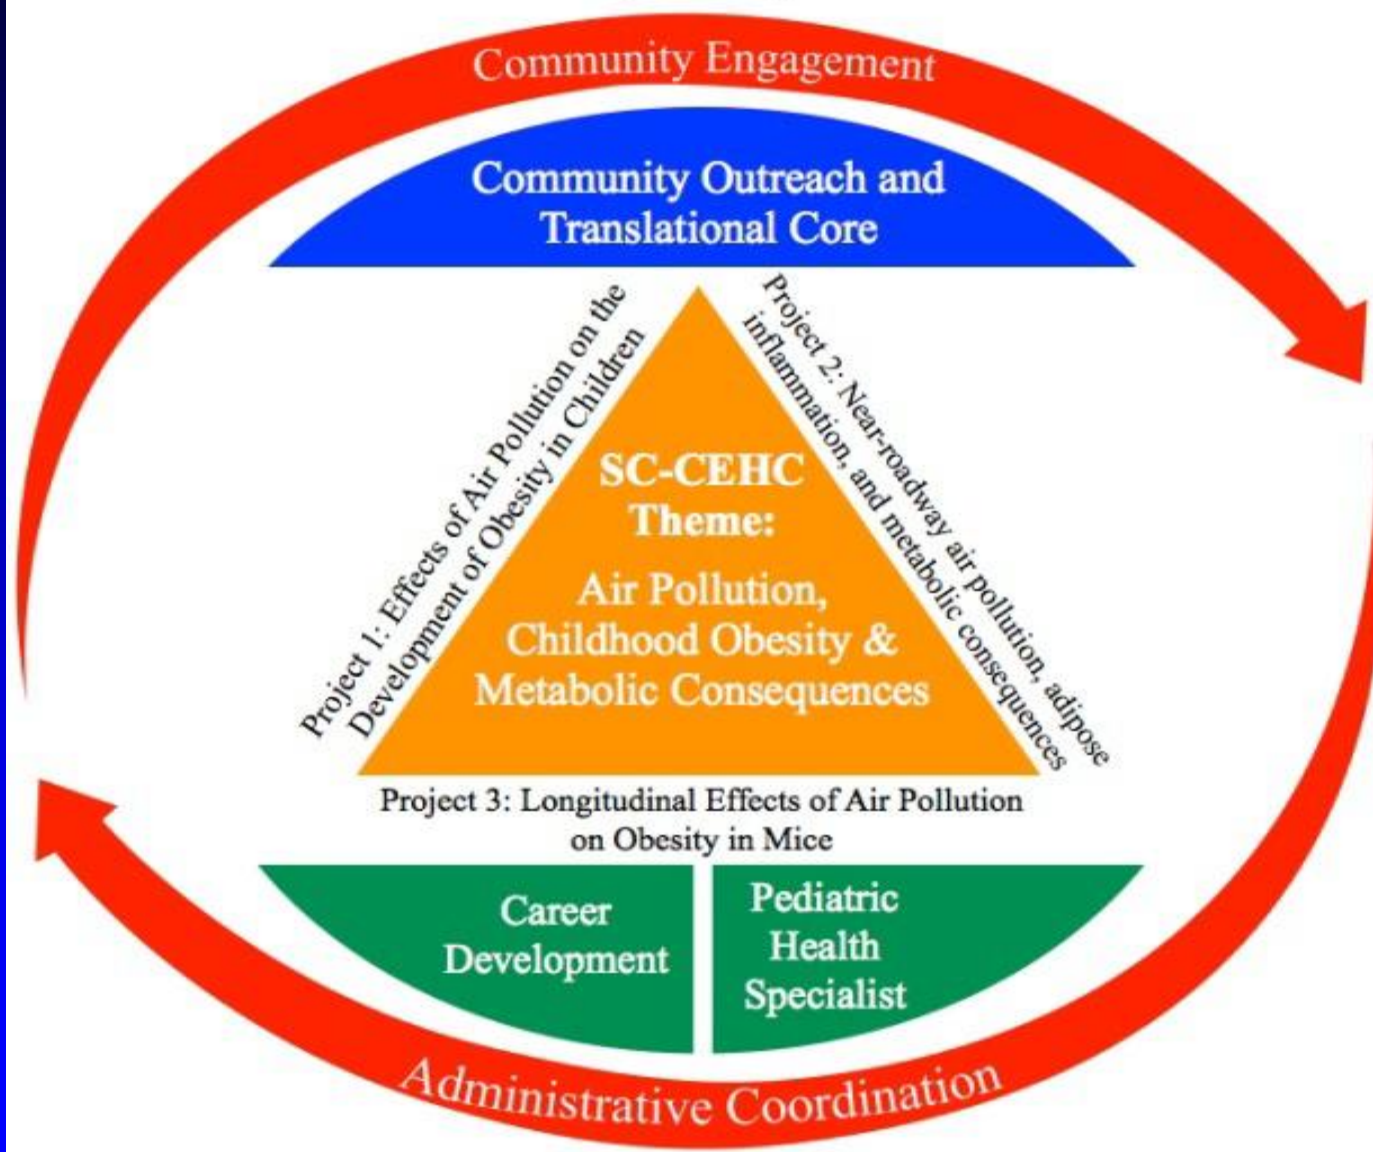 Community Engagement
Community Outreach and
Translational Core
Project 1: Effects of Air Pollution on the
Development of Obesity in Children
Project 2: Near-roadway air pollution, adipose
inflammation, and metabolic consequences
SC-CEHC
Theme:
Air Pollution,
Childhood Obesity &
Metabolic Consequences
Project 3: Longitudinal Effects of Air Pollution
on Obesity in Mice
Career
Development
Pediatric
Health
Specialist
Administrative Coordination